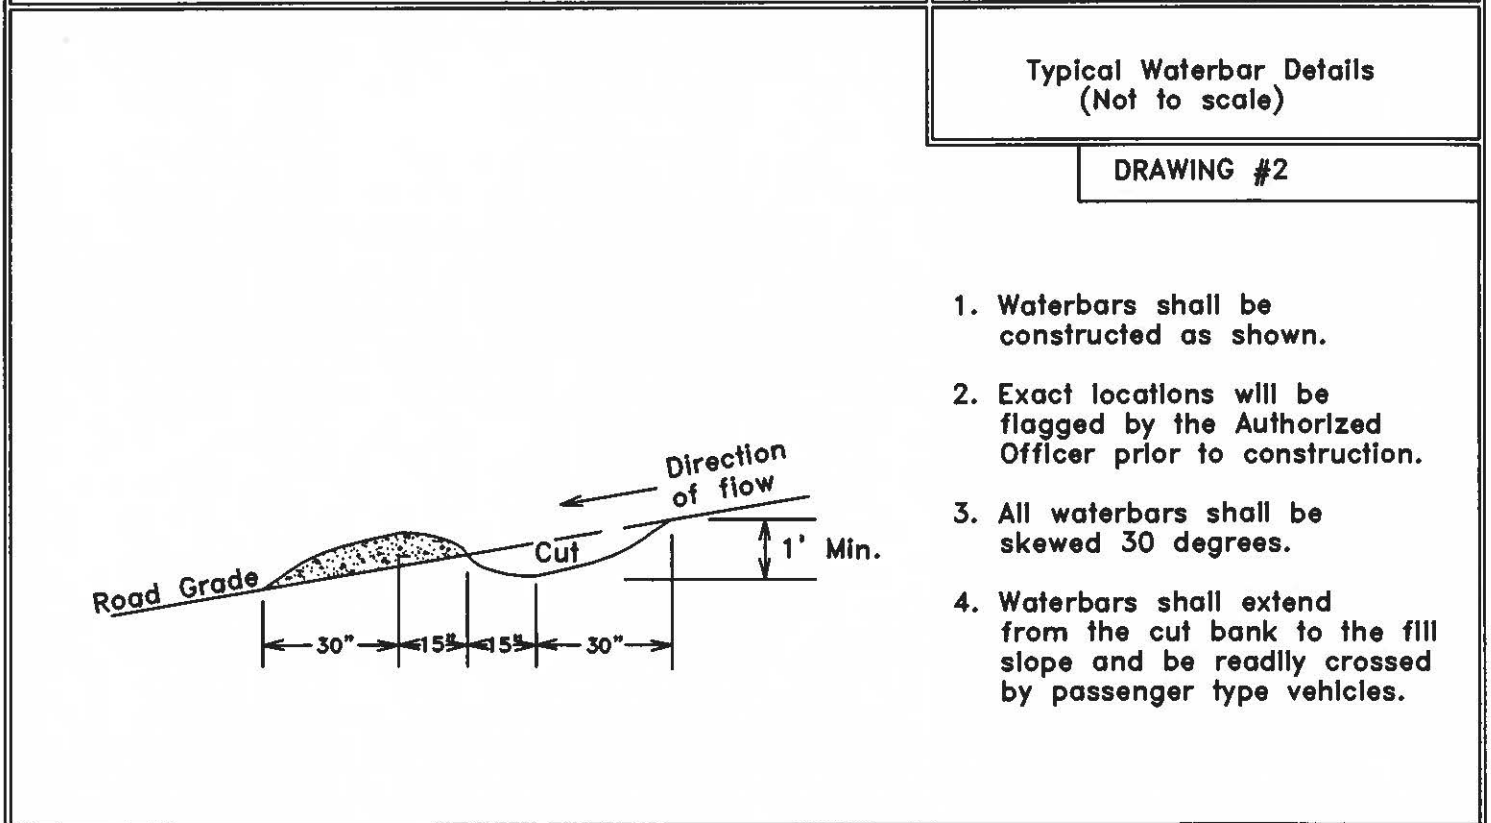 Typical Waterbar Details
(Not to scale)
DRAWING #2
1. Waterbars shall be
constructed as shown.
2. Exact locations will be
flagged by the Authorized
Officer prior to construction.
3. All waterbars shall be
skewed 30 degrees.
4. Waterbars shall extend
from the cut bank to the fill
slope and be readily crossed
by passenger type vehicles.
Direction
of flow
Cut
1' Min.
Road Grade
30" 15" 15" 30"